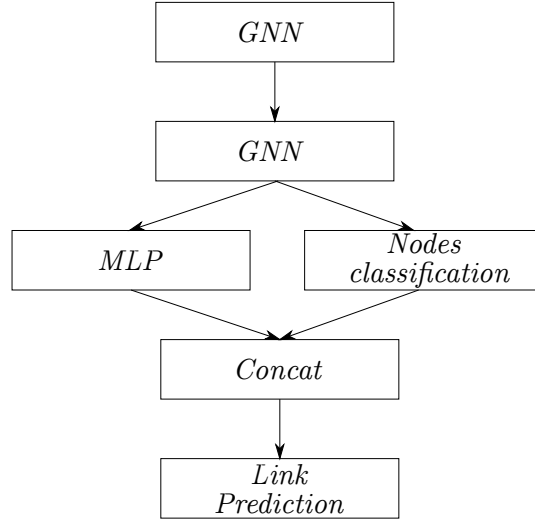 GNN
GNN
MLP
Nodes
classification
Concat
Link
Prediction